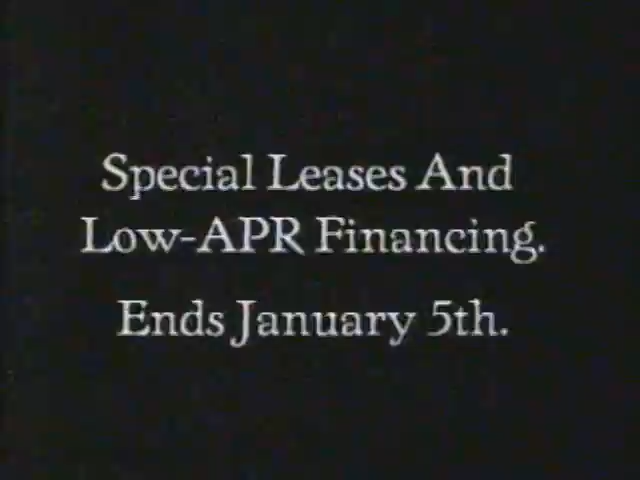 Special Leases And
Low-APR Financing.
Ends January 5th.